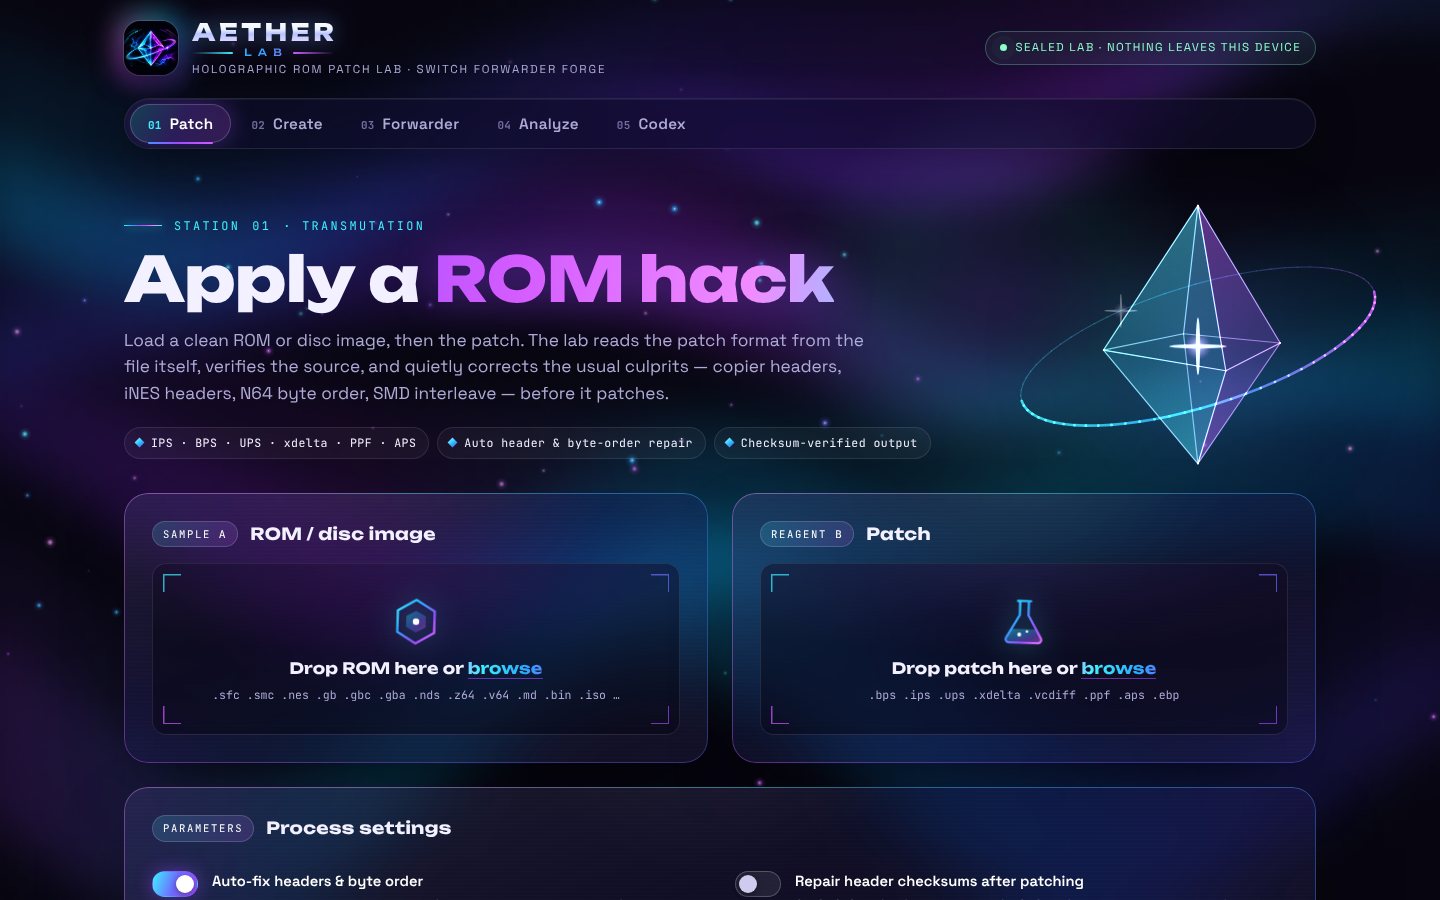 AETHER
LAB
HOLOGRAPHIC ROM PATCH LAB · SWITCH FORWARDER FORGE
SEALED LAB · NOTHING LEAVES THIS DEVICE
01 Patch
02 Create
03 Forwarder
04 Analyze
05 Codex
STATION 01 · TRANSMUTATION
Apply a ROM hack
Load a clean ROM or disc image, then the patch. The lab reads the patch format from the
file itself, verifies the source, and quietly corrects the usual culprits — copier headers,
iNES headers, N64 byte order, SMD interleave — before it patches.
IPS · BPS · UPS · xdelta · PPF · APS
Auto header & byte-order repair
Checksum-verified output
SAMPLE A
ROM / disc image
Drop ROM here or browse
.sfc .smc .nes .gb .gbc .gba .nds .z64 .v64 .md .bin .iso …
REAGENT B
Patch
Drop patch here or browse
.bps .ips .ups .xdelta .vcdiff .ppf .aps .ebp
PARAMETERS
Process settings
Auto-fix headers & byte order
Repair header checksums after patching